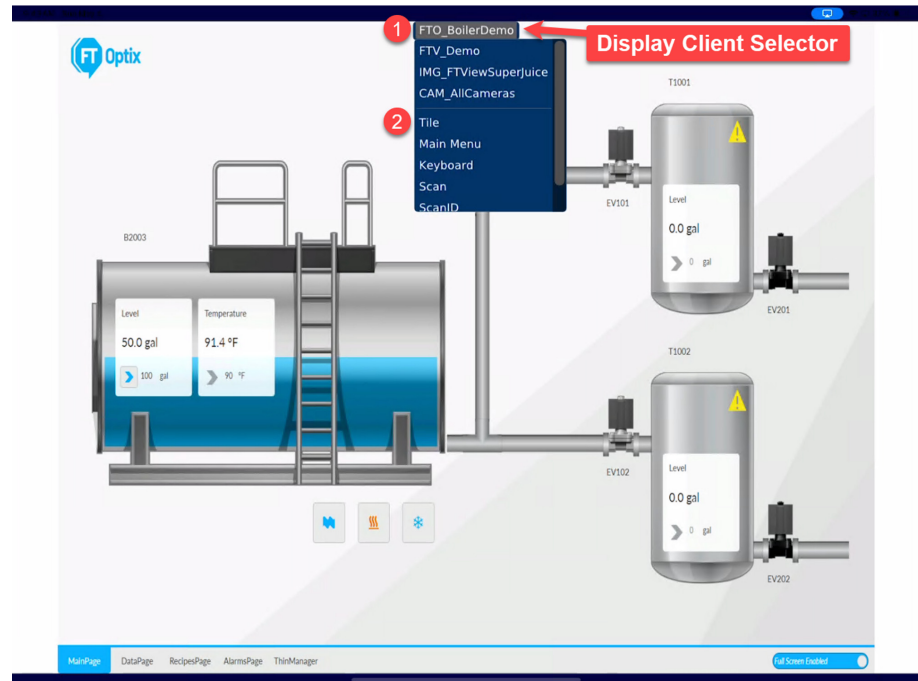 1
FTO_BoilerDemo
Display Client Selector
FTV_Demo
IMG_FTViewSuperJuice
CAM_AllCameras
2
Tile
Main Menu
Keyboard
Scan
ScanID
FT Optix
T1001
EV101
Level
0.0 gal
0 gal
EV201
B2003
Level
50.0 gal
100 gal
Temperature
91.4 °F
90 °F
T1002
EV102
Level
0.0 gal
0 gal
EV202
MainPage
DataPage
RecipesPage
AlarmsPage
ThinManager
Full Screen Enabled